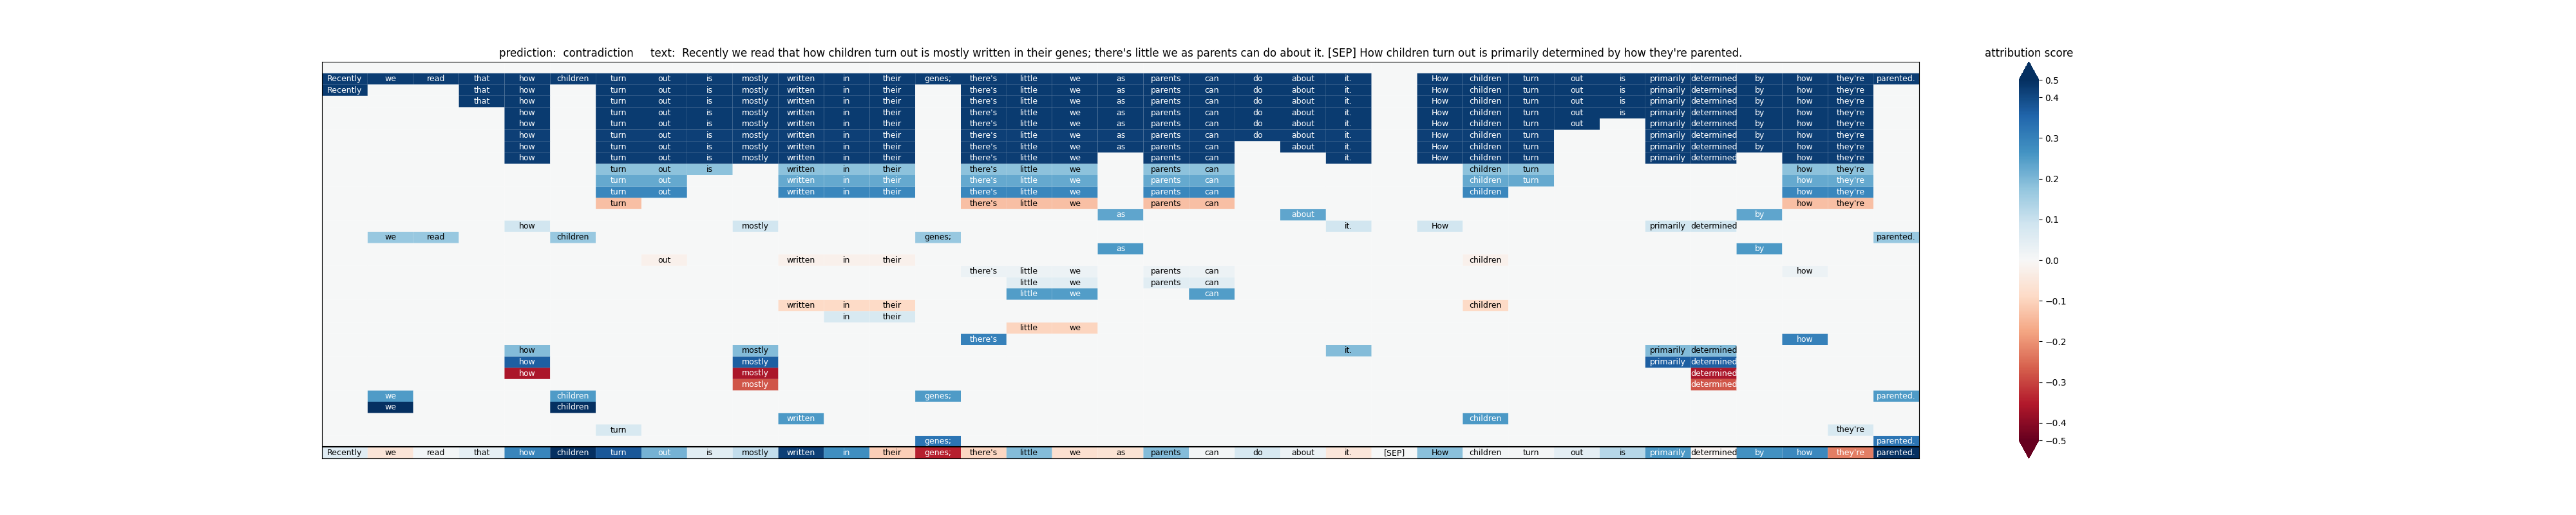 prediction: contradiction text: Recently we read that how children turn out is mostly written in their genes; there's little we as parents can do about it. [SEP] How children turn out is primarily determined by how they're parented.
attribution score
Recently we read that how children turn out is mostly written in their genes; there's little we as parents can do about it. How children turn out is primarily determined by how they're parented.
Recently that how turn out is mostly written in their there's little we as parents can do about it. How children turn out is primarily determined by how they're
that how turn out is mostly written in their there's little we as parents can do about it. How children turn out is primarily determined by how they're
how turn out is mostly written in their there's little we as parents can do about it. How children turn out is primarily determined by how they're
how turn out is mostly written in their there's little we as parents can do about it. How children turn out primarily determined by how they're
how turn out is mostly written in their there's little we as parents can do about it. How children turn primarily determined by how they're
how turn out is mostly written in their there's little we as parents can about it. How children turn primarily determined by how they're
how turn out is mostly written in their there's little we parents can it. How children turn primarily determined how they're
turn out is written in their there's little we parents can children turn how they're
turn out written in their there's little we parents can children turn how they're
turn out written in their there's little we parents can children how they're
turn there's little we parents can how they're
as about by
how mostly it. How primarily determined
we read children genes; parented.
as by
out written in their children
there's little we parents can how
little we parents can
little we can
written in their children
in their
little we
there's how
how mostly it. primarily determined
how mostly primarily determined
how mostly determined
mostly determined
we children genes; parented.
we children
written children
turn they're
genes; parented.
Recently we read that how children turn out is mostly written in their genes; there's little we as parents can do about it. [SEP] How children turn out is primarily determined by how they're parented.
0.5
0.4
0.3
0.2
0.1
0.0
−0.1
−0.2
−0.3
−0.4
−0.5